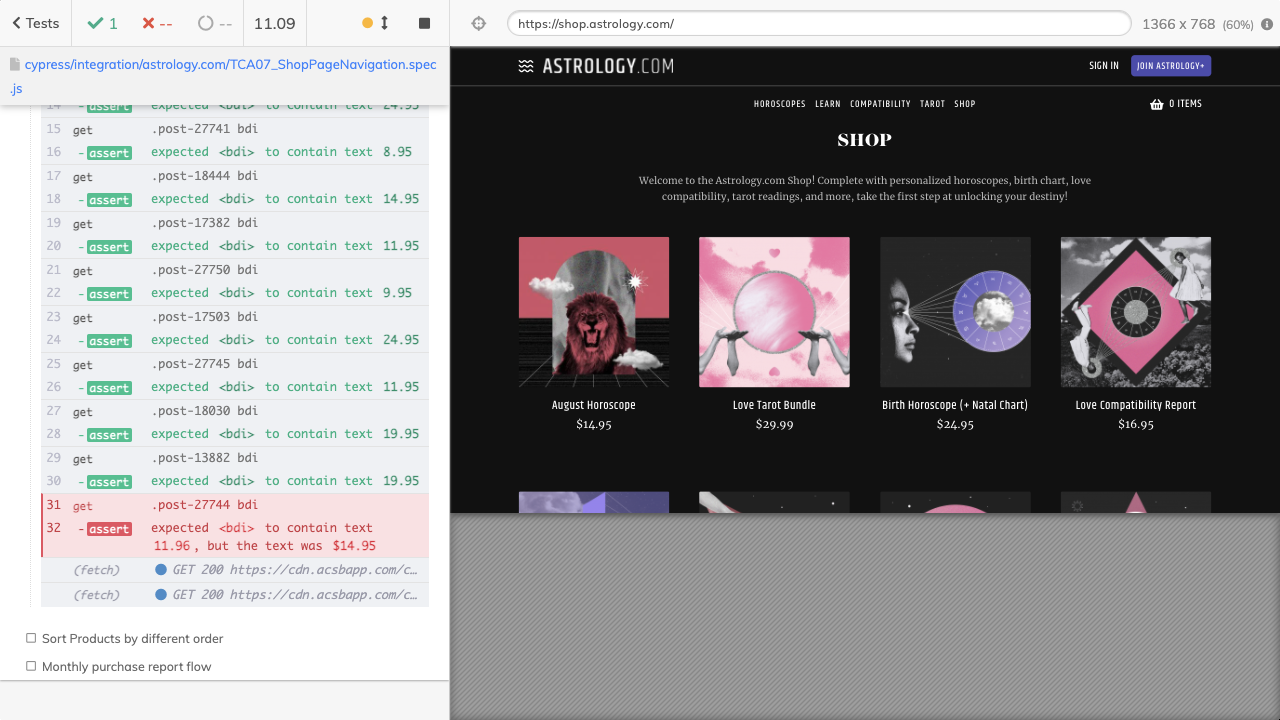 Tests
1
--
--
11.09
https://shop.astrology.com/
1366 x 768 (60%)
cypress/integration/astrology.com/TCA07_ShopPageNavigation.spec
.js
14 -assert expected <bdi> to contain text 24.95
15 get .post-27741 bdi
16 -assert expected <bdi> to contain text 8.95
17 get .post-18444 bdi
18 -assert expected <bdi> to contain text 14.95
19 get .post-17382 bdi
20 -assert expected <bdi> to contain text 11.95
21 get .post-27750 bdi
22 -assert expected <bdi> to contain text 9.95
23 get .post-17503 bdi
24 -assert expected <bdi> to contain text 24.95
25 get .post-27745 bdi
26 -assert expected <bdi> to contain text 11.95
27 get .post-18030 bdi
28 -assert expected <bdi> to contain text 19.95
29 get .post-13882 bdi
30 -assert expected <bdi> to contain text 19.95
31 get .post-27744 bdi
32 -assert expected <bdi> to contain text
11.96, but the text was $14.95
(fetch) GET 200 https://cdn.acsbapp.com/c…
(fetch) GET 200 https://cdn.acsbapp.com/c…
Sort Products by different order
Monthly purchase report flow
ASTROLOGY.COM
SIGN IN
JOIN ASTROLOGY+
HOROSCOPES LEARN COMPATIBILITY TAROT SHOP
0 ITEMS
SHOP
Welcome to the Astrology.com Shop! Complete with personalized horoscopes, birth chart, love
compatibility, tarot readings, and more, take the first step at unlocking your destiny!
August Horoscope
$14.95
Love Tarot Bundle
$29.99
Birth Horoscope (+ Natal Chart)
$24.95
Love Compatibility Report
$16.95